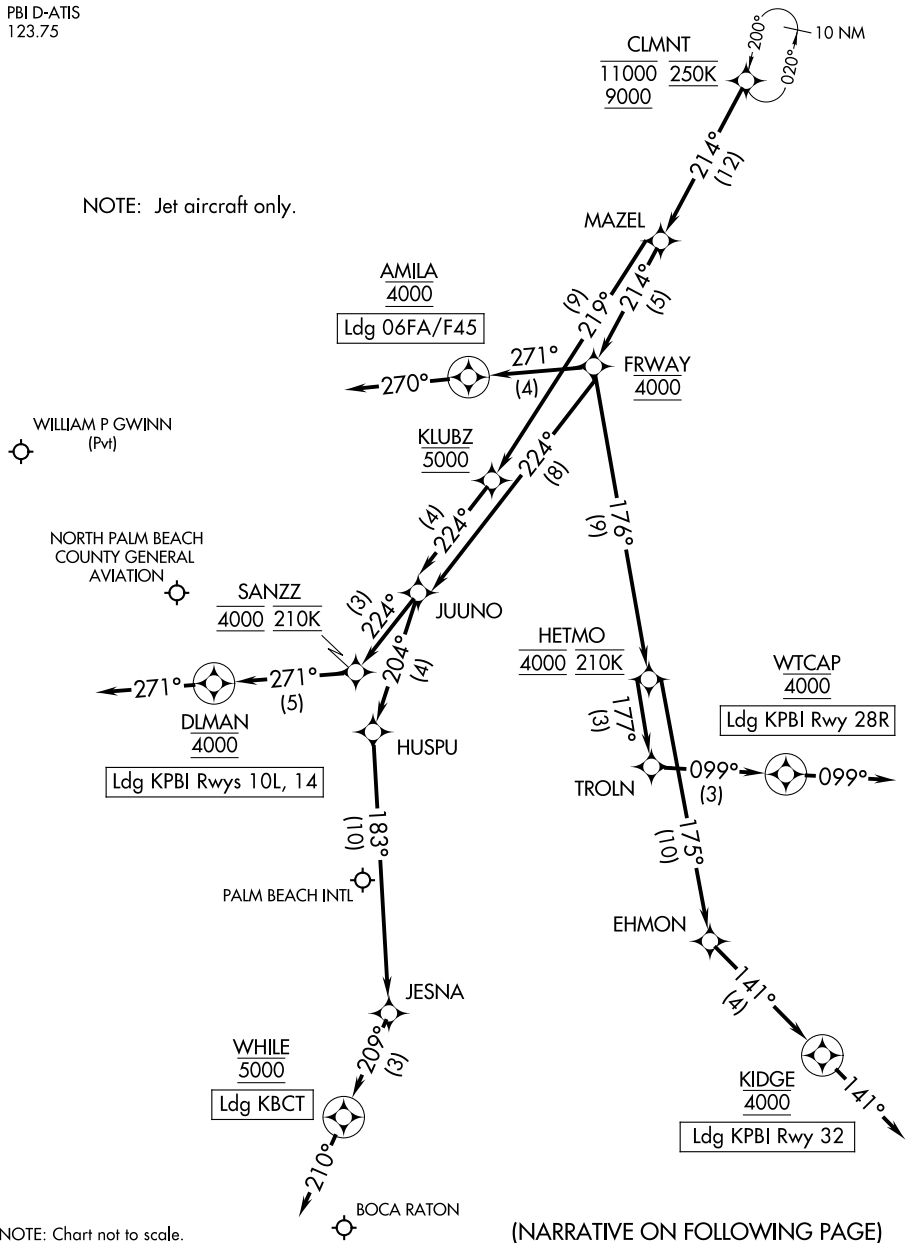 PBI D-ATIS
123.75
CLMNT
11000 250K
9000
200°
020°
10 NM
214°
(12)
NOTE: Jet aircraft only.
MAZEL
AMILA
4000
Ldg 06FA/F45
(9)
219°
214°
(5)
271°
(4)
270°
FRWAY
4000
WILLIAM P GWINN
(Pvt)
KLUBZ
5000
224°
(8)
(4)
224°
176°
(9)
NORTH PALM BEACH
COUNTY GENERAL
AVIATION
SANZZ
4000 210K
(3)
224°
JUUNO
204°
(4)
HETMO
4000 210K
WTCAP
4000
Ldg KPBI Rwy 28R
271°
271°
(5)
DLMAN
4000
Ldg KPBI Rwys 10L, 14
HUSPU
177°
(3)
TROLN
099°
(3)
099°
183°
(10)
175°
(10)
PALM BEACH INTL
EHMON
JESNA
141°
(4)
209°
(3)
WHILE
5000
Ldg KBCT
KIDGE
4000
Ldg KPBI Rwy 32
141°
210°
BOCA RATON
NOTE: Chart not to scale.
(NARRATIVE ON FOLLOWING PAGE)